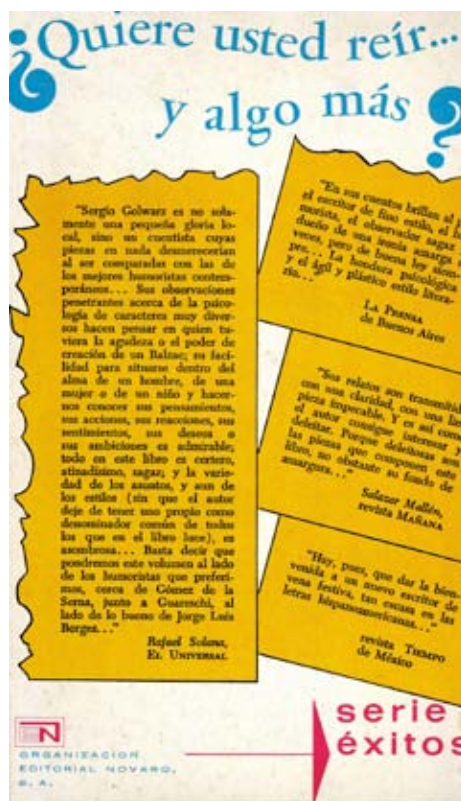 ¿Quiere usted reír...
y algo más?
"Sergio Golwarz es no sola-
mente una pequeña gloria lo-
cal, sino un cuentista cuyas
piezas en nada desmerecerían
al ser comparadas con las de
los mejores humoristas contem-
poráneos... Sus observaciones
penetrantes acerca de la psico-
logía de caracteres muy diver-
sos hacen pensar en quien tu-
viera la agudeza o el poder de
creación de un Balzac; su faci-
lidad para situarse dentro del
alma de un hombre, de una
mujer o de un niño y hacer-
nos conocer sus pensamientos,
sus acciones, sus reacciones, sus
sentimientos, sus deseos o
sus ambiciones es admirable;
todo en este libro es certero,
atinadísimo, sagaz; y la varie-
dad de los asuntos, y aun de
los estilos (sin que el autor
deje de tener uno propio como
denominador común de todos
los que en el libro luce), es
asombrosa... Basta decir que
pondremos este volumen al lado
de los humoristas que preferi-
mos, cerca de Gómez de la
Serna, junto a Guareschi, al
lado de lo bueno de Jorge Luis
Borges..."
Rafael Solana,
EL UNIVERSAL
"En sus cuentos brillan al
el escritor de fino estilo, el
morista, el observador sagaz
dueño de una ironía amarga
veces, pero de buena ley siem-
pre... La hondura psicológica
y el ágil y plástico estilo litera-
rio..."
LA PRENSA
de Buenos Aires
"Sus relatos son transmitid
con una claridad, con una
pieza impecable. Y es así como
el autor consigue interesar y
deleitar. Porque deleitosas son
las piezas que componen este
libro, no obstante su fondo de
amargura..."
Salazar Mallén,
revista MAÑANA
"Hay, pues, que dar la bien-
venida a un nuevo escritor de
vena festiva, tan escasa en las
letras hispanoamericanas..."
revista TIEMPO
de México
EN
ORGANIZACION
EDITORIAL NOVARO,
S. A.
serie
éxitos